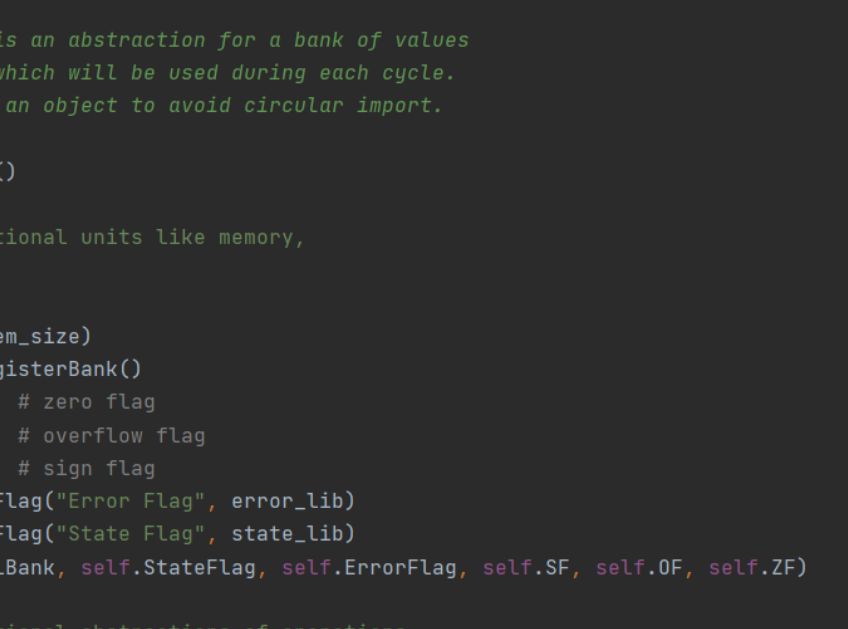 is an abstraction for a bank of values
which will be used during each cycle.
an object to avoid circular import.
()
tional units like memory,
em_size)
gisterBank()
# zero flag
# overflow flag
# sign flag
Flag("Error Flag", error_lib)
Flag("State Flag", state_lib)
LBank, self.StateFlag, self.ErrorFlag, self.SF, self.OF, self.ZF)